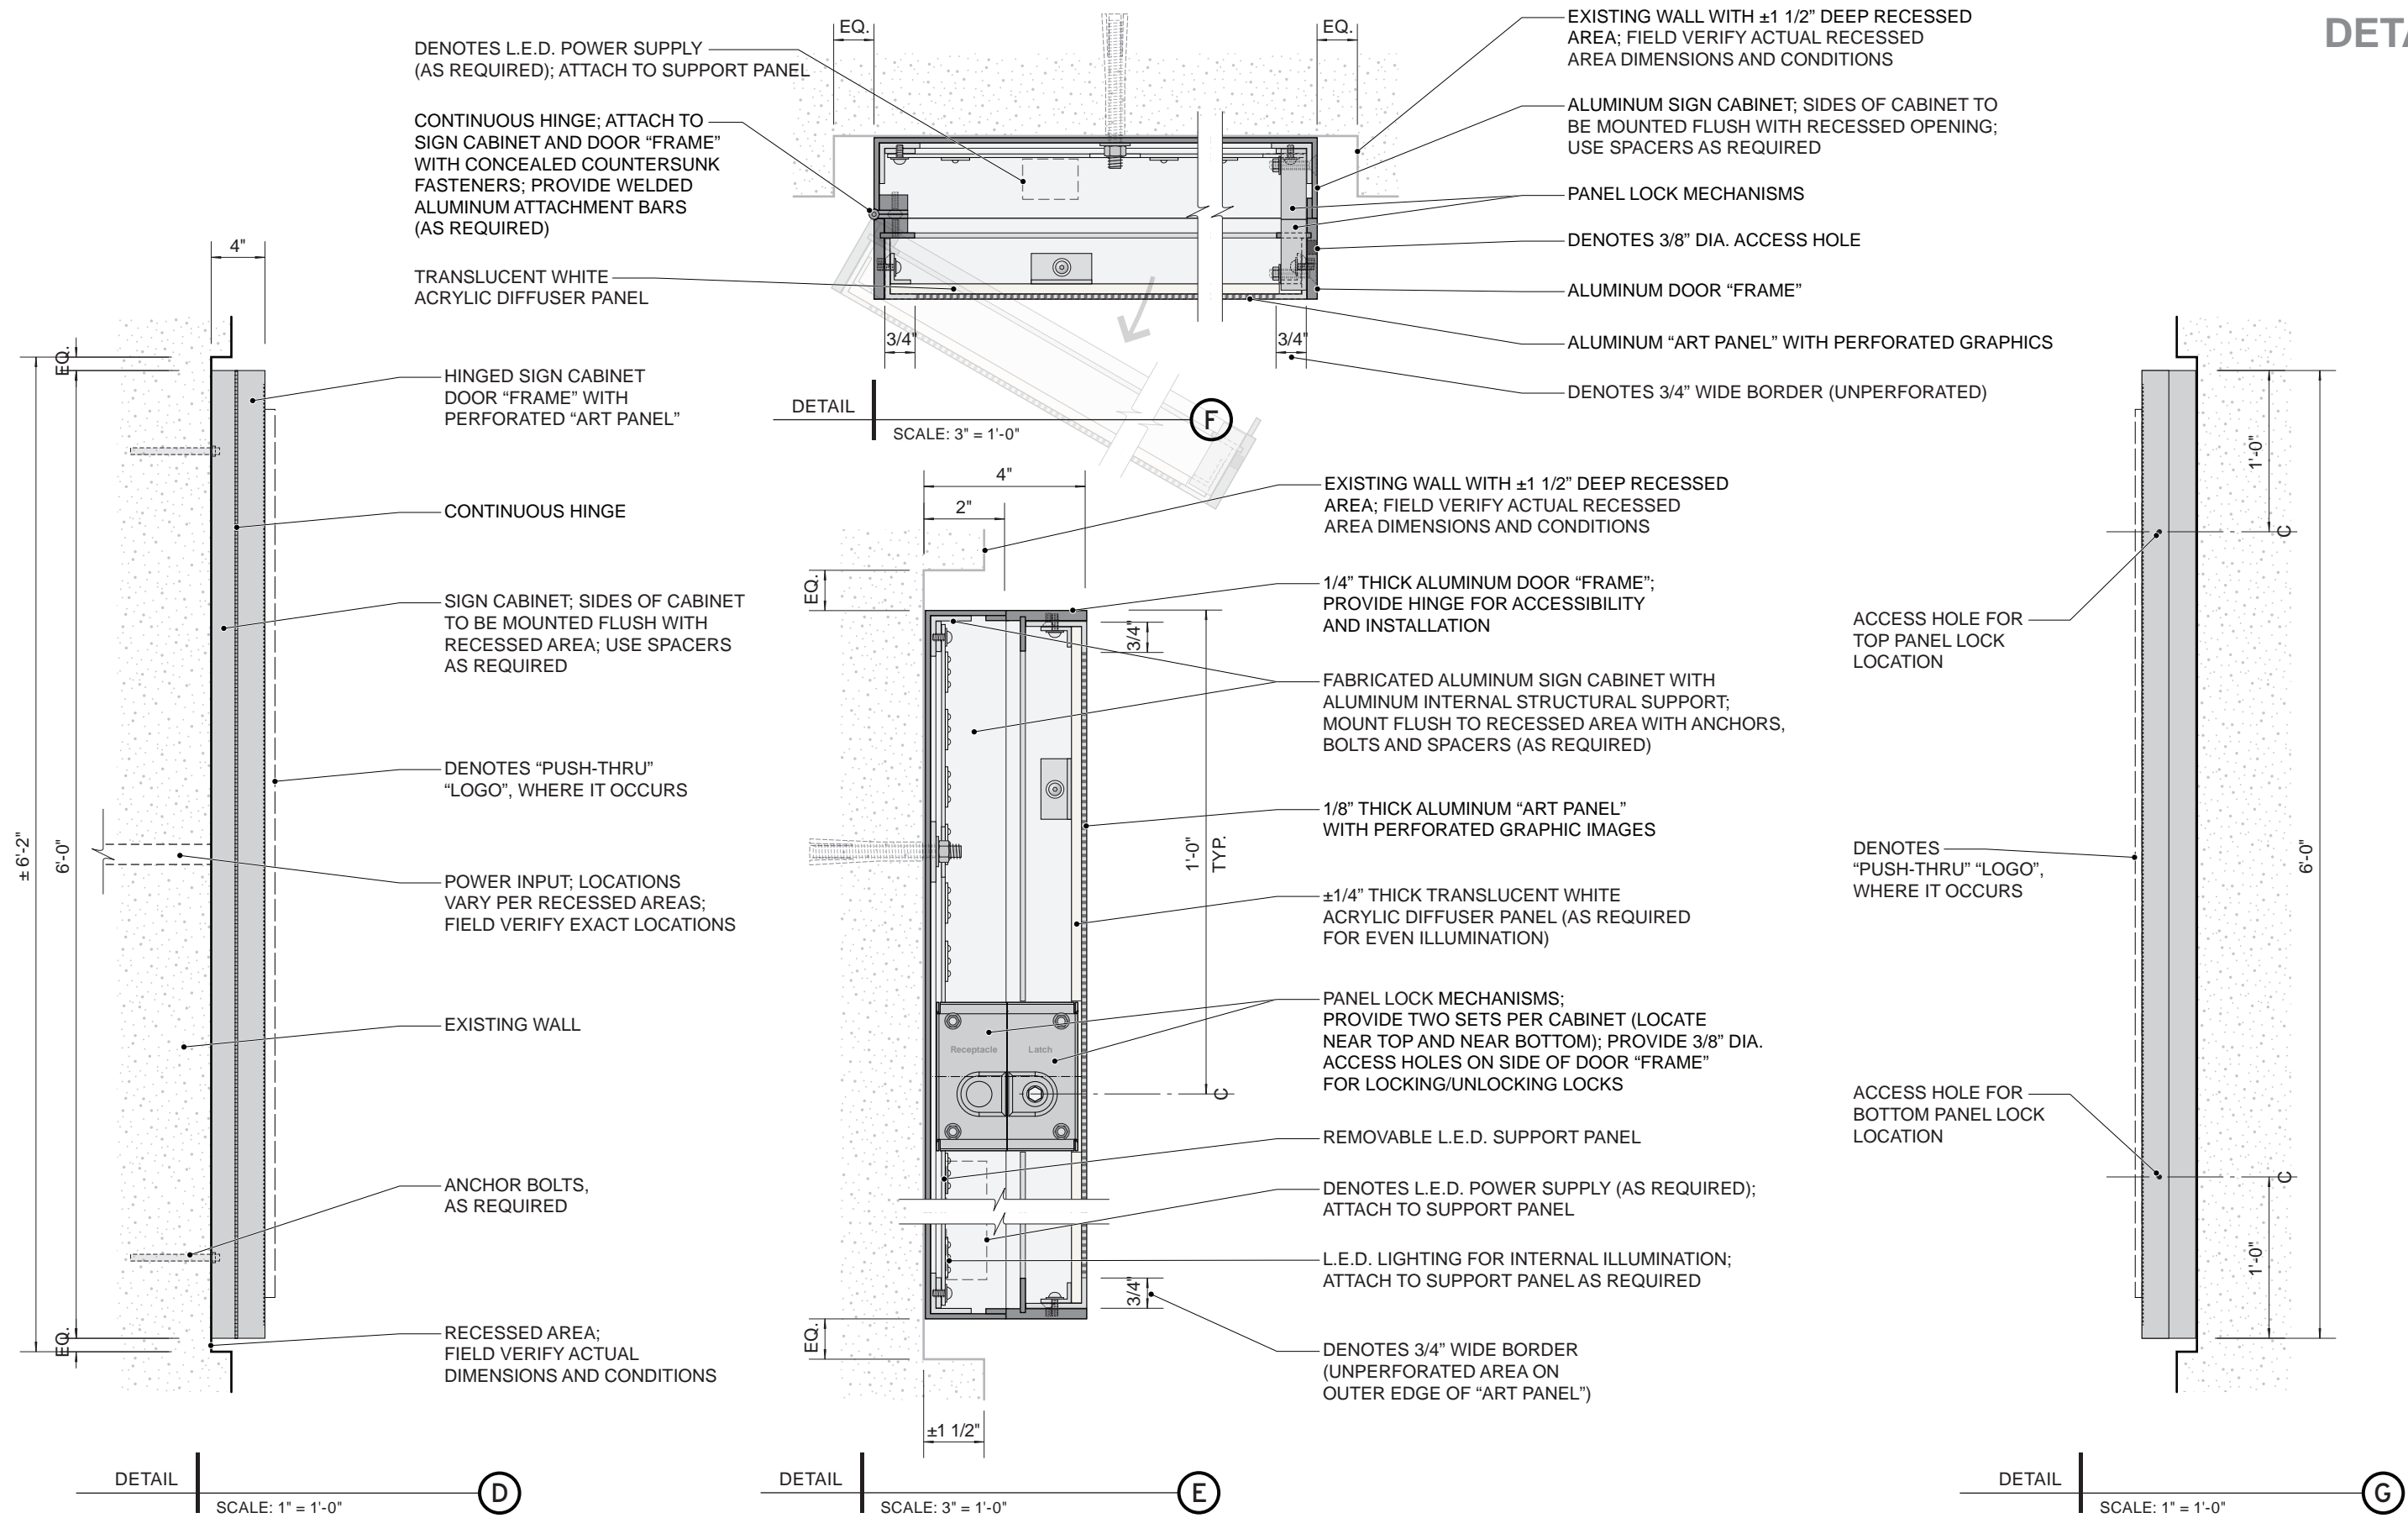 DETA
DETAIL
F
SCALE: 3" = 1'-0"
EQ.
EQ.
DENOTES L.E.D. POWER SUPPLY
(AS REQUIRED); ATTACH TO SUPPORT PANEL
CONTINUOUS HINGE; ATTACH TO
SIGN CABINET AND DOOR “FRAME”
WITH CONCEALED COUNTERSUNK
FASTENERS; PROVIDE WELDED
ALUMINUM ATTACHMENT BARS
(AS REQUIRED)
TRANSLUCENT WHITE
ACRYLIC DIFFUSER PANEL
3/4"
3/4"
EXISTING WALL WITH ±1 1/2” DEEP RECESSED
AREA; FIELD VERIFY ACTUAL RECESSED
AREA DIMENSIONS AND CONDITIONS
ALUMINUM SIGN CABINET; SIDES OF CABINET TO
BE MOUNTED FLUSH WITH RECESSED OPENING;
USE SPACERS AS REQUIRED
PANEL LOCK MECHANISMS
DENOTES 3/8” DIA. ACCESS HOLE
ALUMINUM DOOR “FRAME”
ALUMINUM “ART PANEL” WITH PERFORATED GRAPHICS
DENOTES 3/4” WIDE BORDER (UNPERFORATED)
4"
EQ.
± 6'-2"
6'-0"
EQ.
HINGED SIGN CABINET
DOOR “FRAME” WITH
PERFORATED “ART PANEL”
CONTINUOUS HINGE
SIGN CABINET; SIDES OF CABINET
TO BE MOUNTED FLUSH WITH
RECESSED AREA; USE SPACERS
AS REQUIRED
DENOTES “PUSH-THRU”
“LOGO”, WHERE IT OCCURS
POWER INPUT; LOCATIONS
VARY PER RECESSED AREAS;
FIELD VERIFY EXACT LOCATIONS
EXISTING WALL
ANCHOR BOLTS,
AS REQUIRED
RECESSED AREA;
FIELD VERIFY ACTUAL
DIMENSIONS AND CONDITIONS
DETAIL
D
SCALE: 1" = 1'-0"
4"
2"
EQ.
3/4"
1'-0"
TYP.
Receptacle
Latch
C
3/4"
EQ.
±1 1/2"
EXISTING WALL WITH ±1 1/2” DEEP RECESSED
AREA; FIELD VERIFY ACTUAL RECESSED
AREA DIMENSIONS AND CONDITIONS
1/4” THICK ALUMINUM DOOR “FRAME”;
PROVIDE HINGE FOR ACCESSIBILITY
AND INSTALLATION
FABRICATED ALUMINUM SIGN CABINET WITH
ALUMINUM INTERNAL STRUCTURAL SUPPORT;
MOUNT FLUSH TO RECESSED AREA WITH ANCHORS,
BOLTS AND SPACERS (AS REQUIRED)
1/8” THICK ALUMINUM “ART PANEL”
WITH PERFORATED GRAPHIC IMAGES
±1/4” THICK TRANSLUCENT WHITE
ACRYLIC DIFFUSER PANEL (AS REQUIRED
FOR EVEN ILLUMINATION)
PANEL LOCK MECHANISMS;
PROVIDE TWO SETS PER CABINET (LOCATE
NEAR TOP AND NEAR BOTTOM); PROVIDE 3/8” DIA.
ACCESS HOLES ON SIDE OF DOOR “FRAME”
FOR LOCKING/UNLOCKING LOCKS
REMOVABLE L.E.D. SUPPORT PANEL
DENOTES L.E.D. POWER SUPPLY (AS REQUIRED);
ATTACH TO SUPPORT PANEL
L.E.D. LIGHTING FOR INTERNAL ILLUMINATION;
ATTACH TO SUPPORT PANEL AS REQUIRED
DENOTES 3/4” WIDE BORDER
(UNPERFORATED AREA ON
OUTER EDGE OF “ART PANEL”)
DETAIL
E
SCALE: 3" = 1'-0"
ACCESS HOLE FOR
TOP PANEL LOCK
LOCATION
DENOTES
“PUSH-THRU” “LOGO”,
WHERE IT OCCURS
ACCESS HOLE FOR
BOTTOM PANEL LOCK
LOCATION
1'-0"
C
6'-0"
C
1'-0"
DETAIL
G
SCALE: 1" = 1'-0"